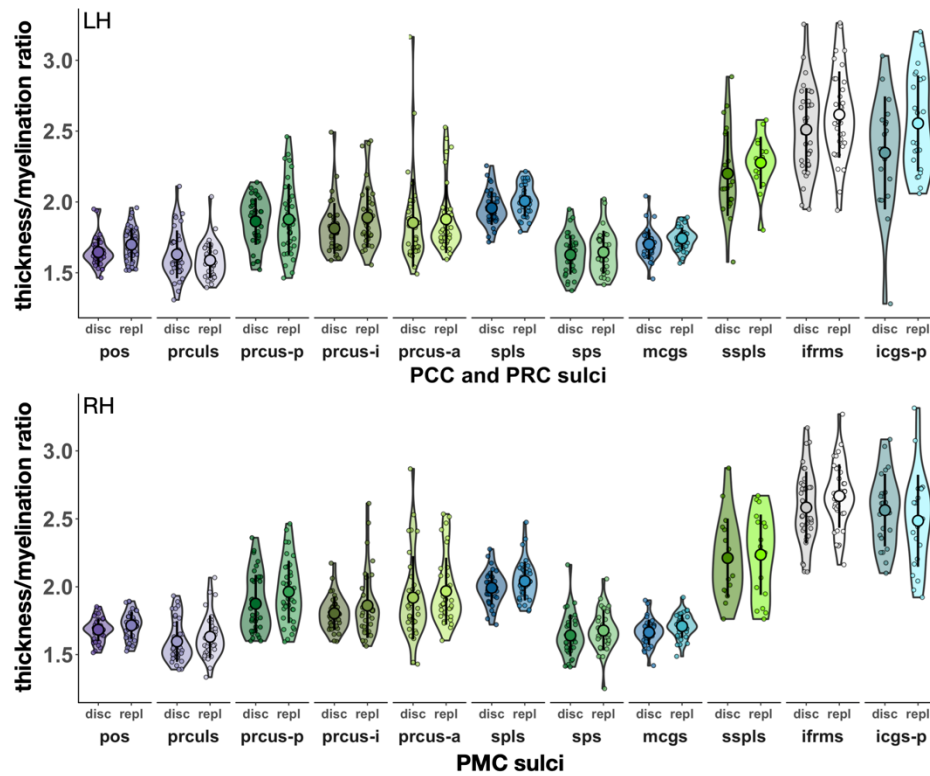 LH
thickness/myelination ratio
3.0
2.5
2.0
1.5
disc repl disc repl disc repl disc repl disc repl disc repl disc repl disc repl disc repl disc repl disc repl
pos prculs prcus-p prcus-i prcus-a spls sps mcgs sspls ifrms icgs-p
PCC and PRC sulci
RH
thickness/myelination ratio
3.0
2.5
2.0
1.5
disc repl disc repl disc repl disc repl disc repl disc repl disc repl disc repl disc repl disc repl disc repl
pos prculs prcus-p prcus-i prcus-a spls sps mcgs sspls ifrms icgs-p
PMC sulci